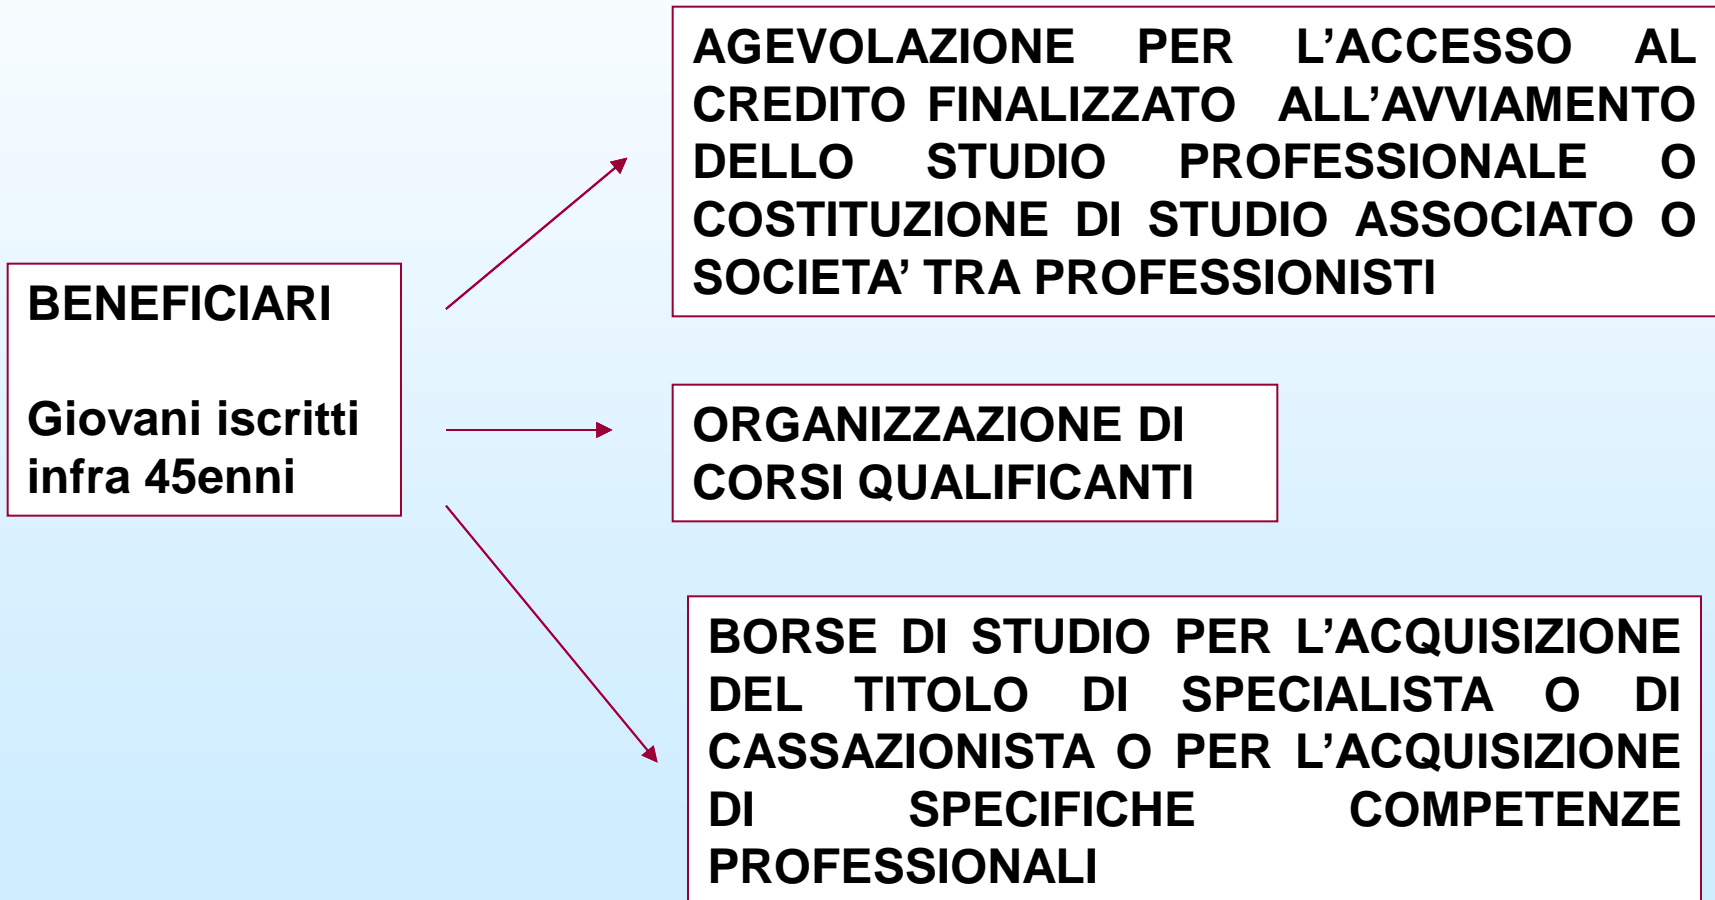 BENEFICIARI
Giovani iscritti
infra 45enni
AGEVOLAZIONE PER L’ACCESSO AL
CREDITO FINALIZZATO ALL’AVVIAMENTO
DELLO STUDIO PROFESSIONALE O
COSTITUZIONE DI STUDIO ASSOCIATO O
SOCIETA’ TRA PROFESSIONISTI
ORGANIZZAZIONE DI
CORSI QUALIFICANTI
BORSE DI STUDIO PER L’ACQUISIZIONE
DEL TITOLO DI SPECIALISTA O DI
CASSAZIONISTA O PER L’ACQUISIZIONE
DI SPECIFICHE COMPETENZE
PROFESSIONALI